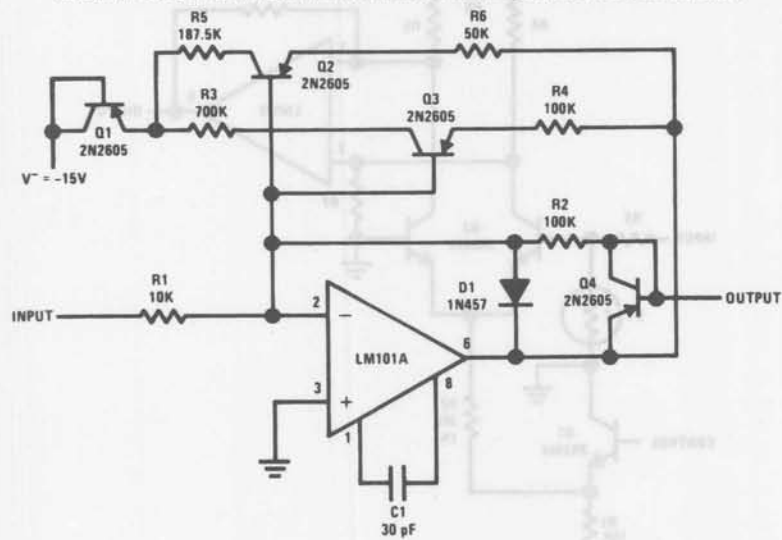 R5
187.5K
R6
50K
Q2
2N2605
R3
700K
Q3
2N2605
R4
100K
Q1
2N2605
V⁻ = -15V
R2
100K
R1
10K
D1
1N457
Q4
2N2605
INPUT
OUTPUT
2
−
LM101A
6
8
3
+
1
C1
30 pF